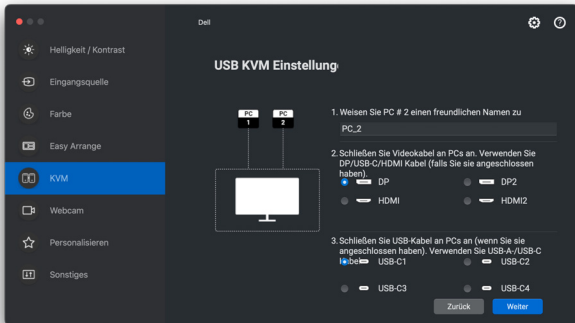 Dell
Helligkeit / Kontrast
Eingangsquelle
Farbe
Easy Arrange
KVM
Webcam
Personalisieren
Sonstiges
USB KVM Einstellung
PC
1
PC
2
1. Weisen Sie PC # 2 einen freundlichen Namen zu
PC_2
2. Schließen Sie Videokabel an PCs an. Verwenden Sie
DP/USB-C/HDMI Kabel (falls Sie sie angeschlossen
haben).
DP
DP2
HDMI
HDMI2
3. Schließen Sie USB-Kabel an PCs an (wenn Sie sie
angeschlossen haben). Verwenden Sie USB-A-/USB-C
USB-C1
USB-C2
USB-C3
USB-C4
Zurück
Weiter